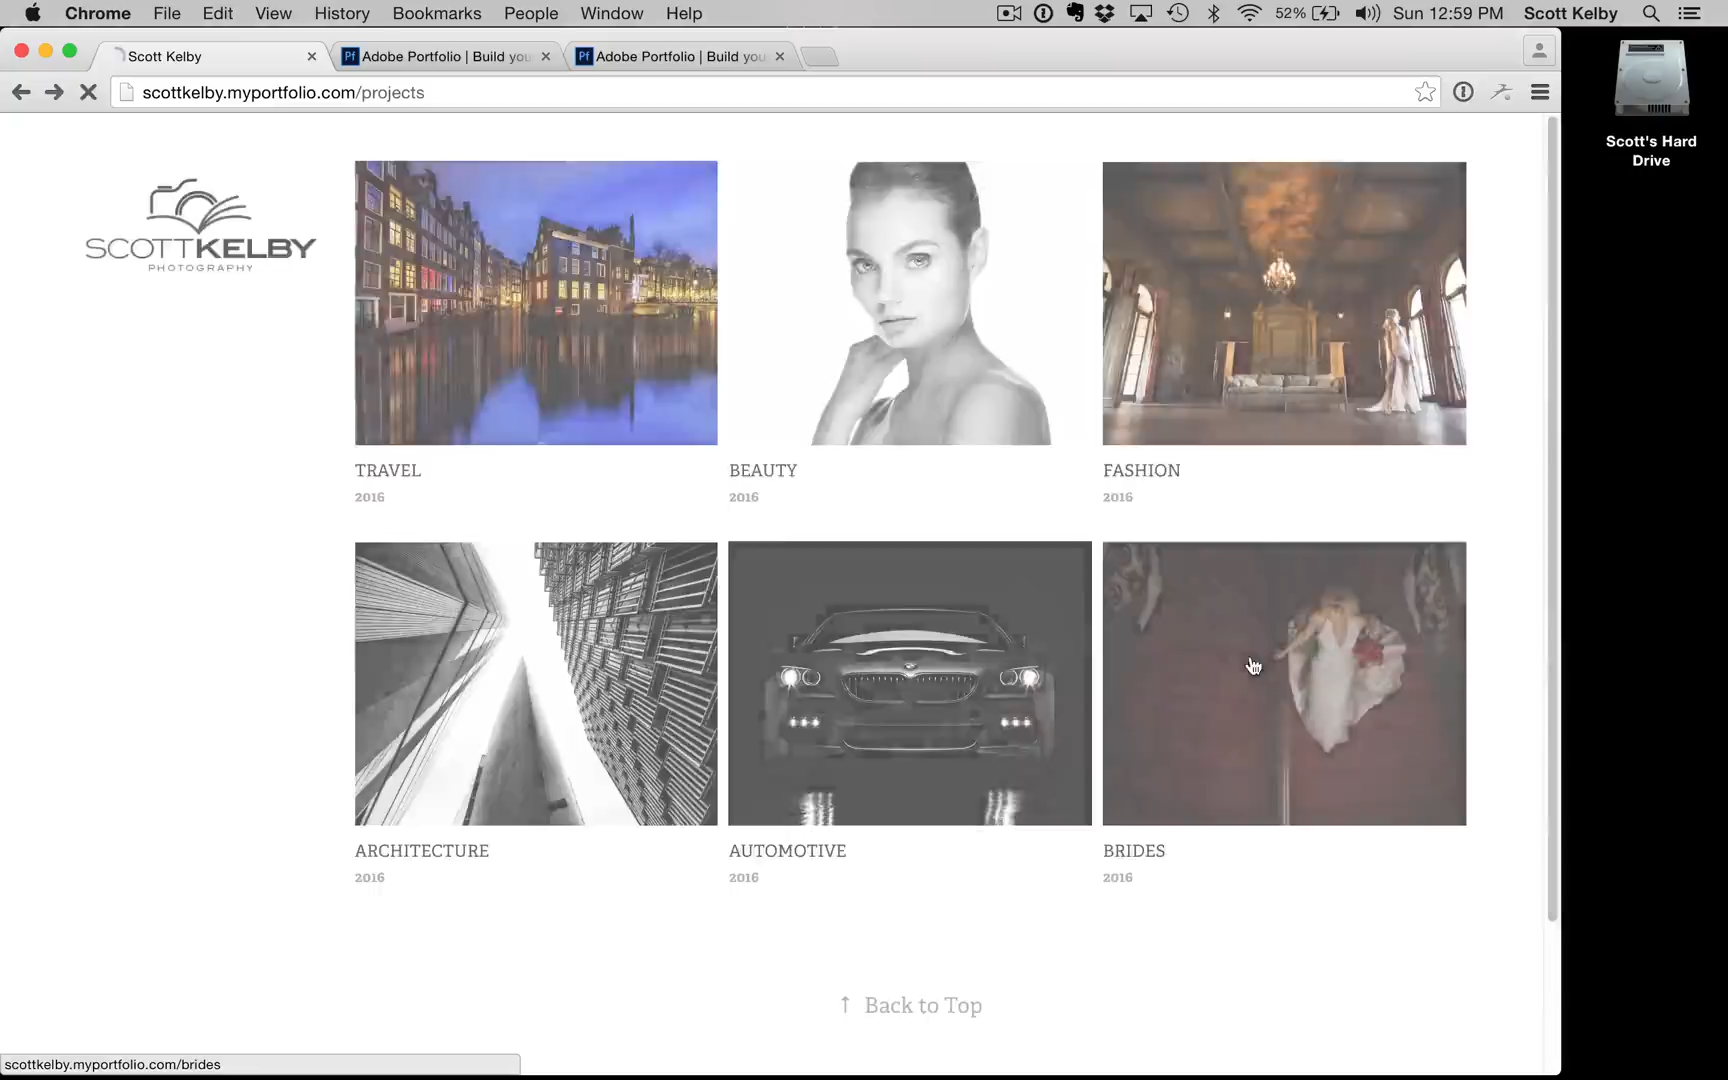 Chrome File Edit View History Bookmarks People Window Help 52% Sun 12:59 PM Scott Kelby
Scott Kelby
Pf Adobe Portfolio | Build you
Pf Adobe Portfolio | Build you
scottkelby.myportfolio.com/projects
Scott's Hard
Drive
SCOTTKELBY
PHOTOGRAPHY
TRAVEL
2016
BEAUTY
2016
FASHION
2016
ARCHITECTURE
2016
AUTOMOTIVE
2016
BRIDES
2016
↑ Back to Top
scottkelby.myportfolio.com/brides